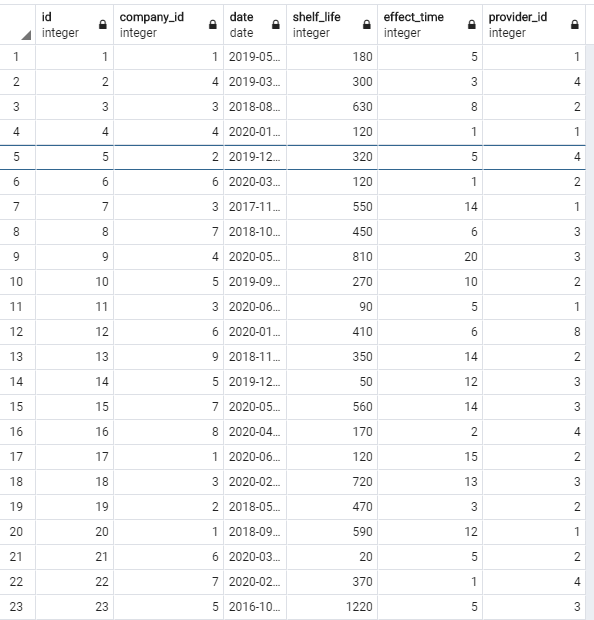 id company_id date shelf_life effect_time provider_id
integer integer date integer integer integer
1 1 1 2019-05... 180 5 1
2 2 4 2019-03... 300 3 4
3 3 3 2018-08... 630 8 2
4 4 4 2020-01... 120 1 1
5 5 2 2019-12... 320 5 4
6 6 6 2020-03... 120 1 2
7 7 3 2017-11... 550 14 1
8 8 7 2018-10... 450 6 3
9 9 4 2020-05... 810 20 3
10 10 5 2019-09... 270 10 2
11 11 3 2020-06... 90 5 1
12 12 6 2020-01... 410 6 8
13 13 9 2018-11... 350 14 2
14 14 5 2019-12... 50 12 3
15 15 7 2020-05... 560 14 3
16 16 8 2020-04... 170 2 4
17 17 1 2020-06... 120 15 2
18 18 3 2020-02... 720 13 3
19 19 2 2018-05... 470 3 2
20 20 1 2018-09... 590 12 1
21 21 6 2020-03... 20 5 2
22 22 7 2020-02... 370 1 4
23 23 5 2016-10... 1220 5 3